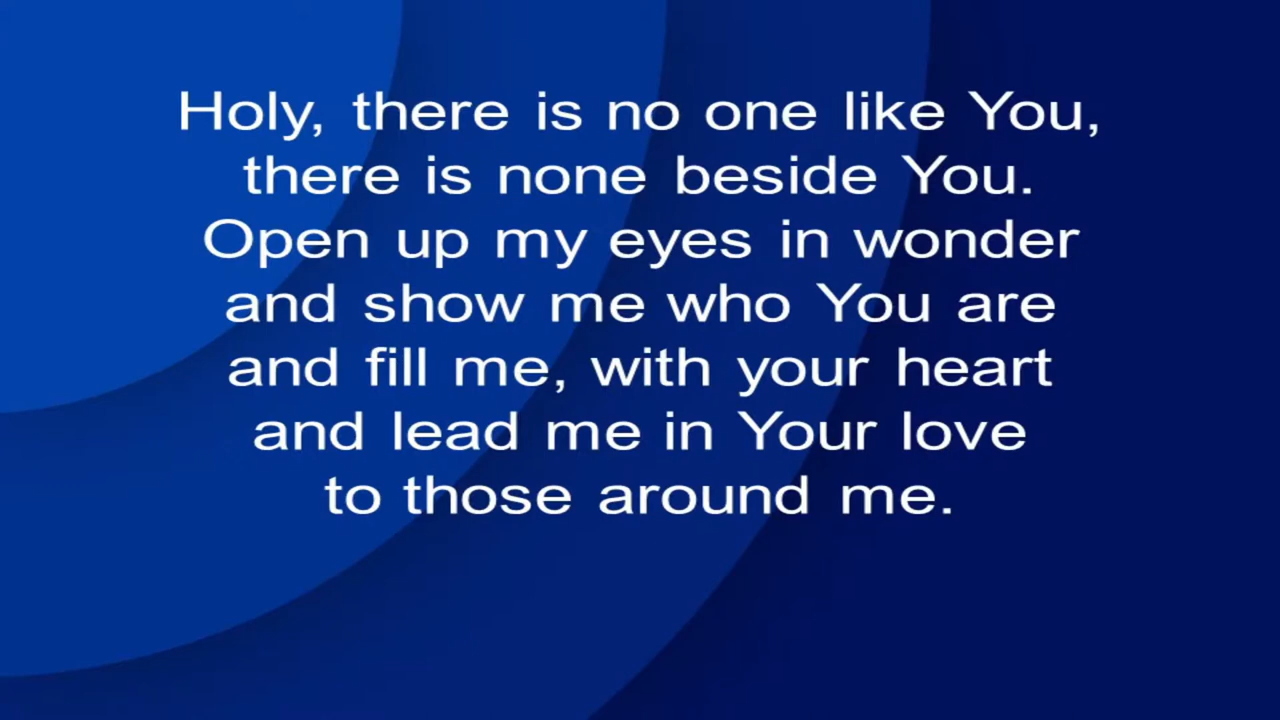 Holy, there is no one like You,
there is none beside You.
Open up my eyes in wonder
and show me who You are
and fill me, with your heart
and lead me in Your love
to those around me.